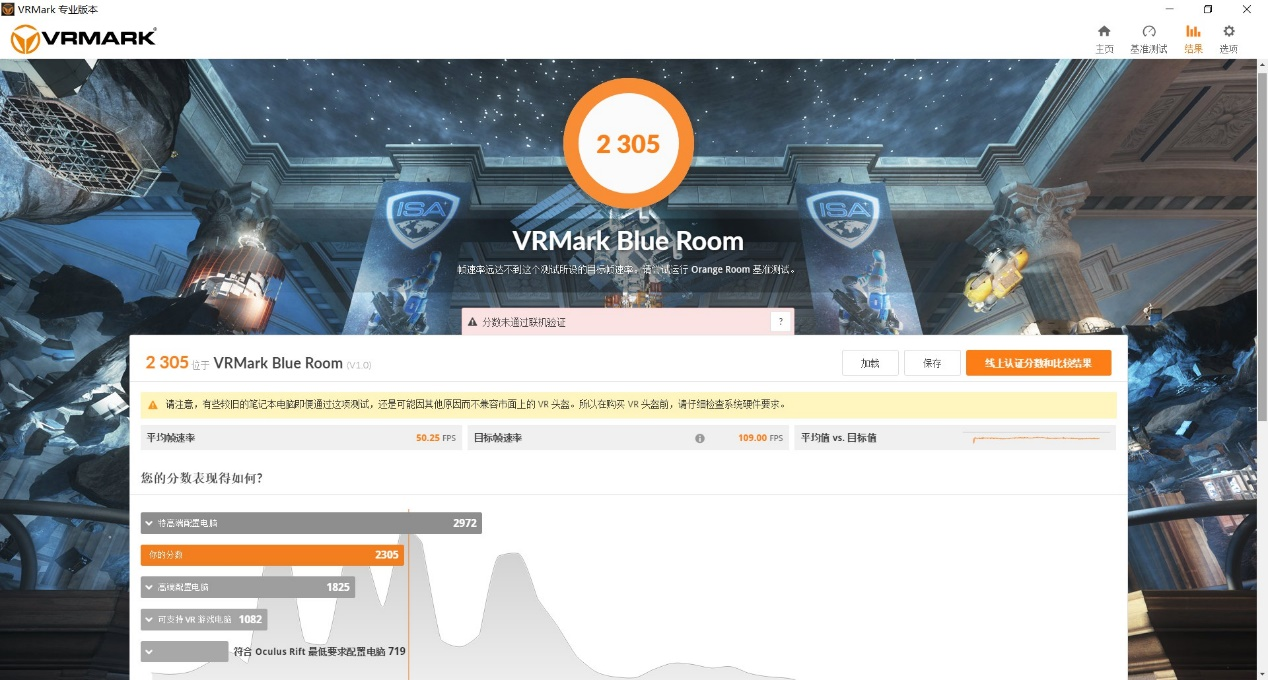 VRMark 专业版本
VRMARK
主页 基准测试 结果 选项
ISA ISA
2 305
VRMark Blue Room
帧速率远达不到这个测试所设的目标帧速率。请尝试运行 Orange Room 基准测试。
分数未通过联机验证 ?
2 305 位于 VRMark Blue Room (V1.0) 加载 保存 线上认证分数和比较结果
请注意，有些较旧的笔记本电脑即便通过这项测试，还是可能因其他原因而不兼容市面上的 VR 头盔。所以在购买 VR 头盔前，请仔细检查系统硬件要求。
平均帧速率 50.25 FPS 目标帧速率 109.00 FPS 平均值 vs. 目标值
您的分数表现得如何？
特高端配置电脑 2972
你的分数 2305
高端配置电脑 1825
可支持 VR 游戏电脑 1082
符合 Oculus Rift 最低要求配置电脑 719